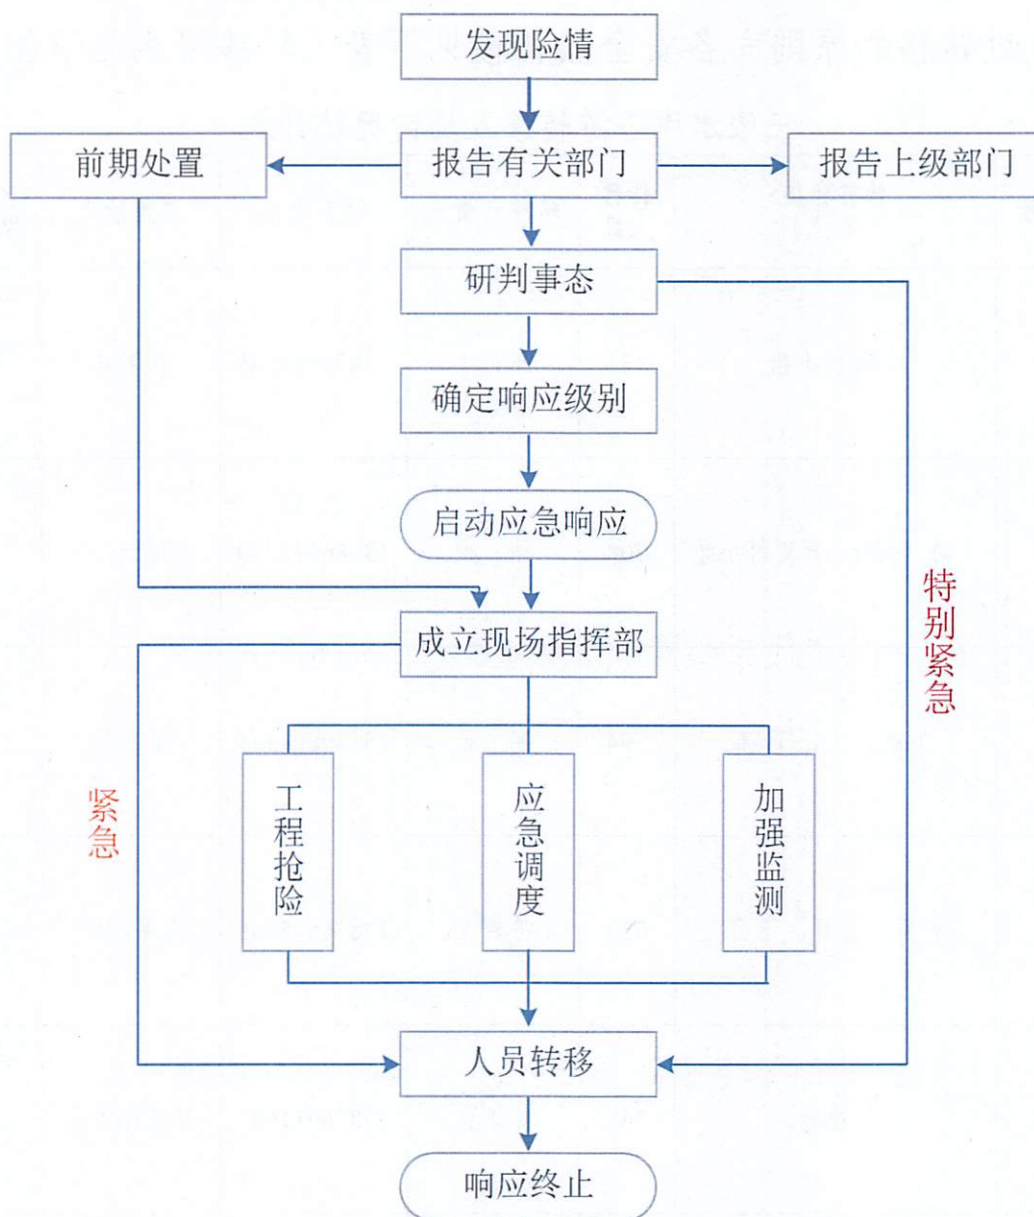 发现险情
前期处置
报告有关部门
报告上级部门
研判事态
确定响应级别
启动应急响应
成立现场指挥部
特别紧急
紧急
工程抢险
应急调度
加强监测
人员转移
响应终止